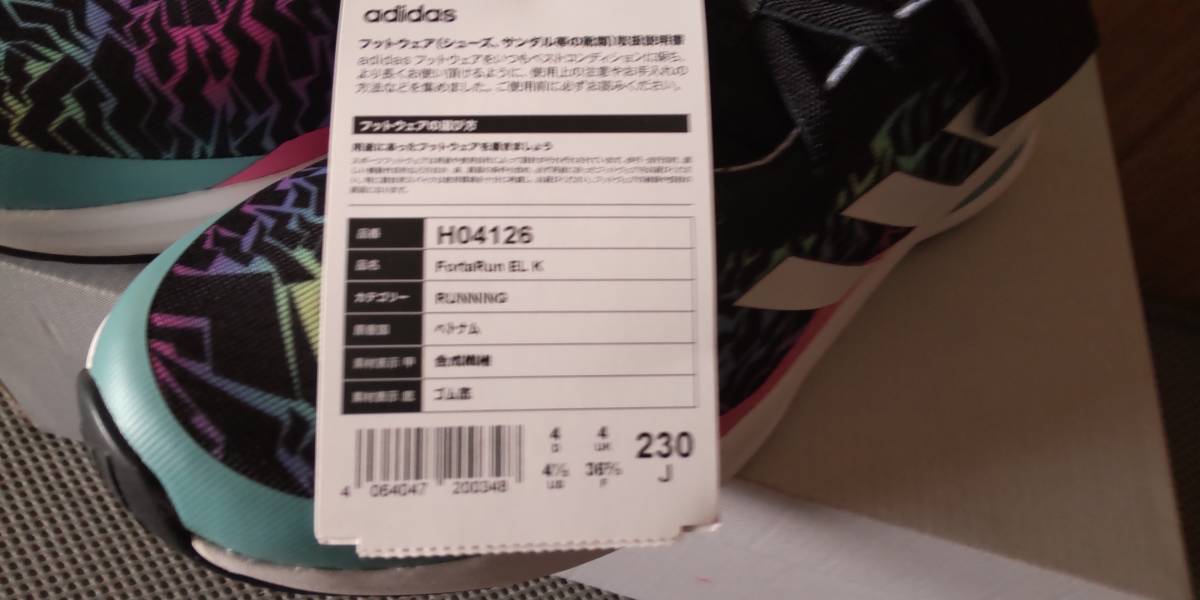 adidas
フットウェア(シューズ、サンダル等の靴類)取扱説明書
adidas フットウェアをいつもベストコンディションに保ち、
より長くお使い頂けるように、使用上の注意やお手入れの
方法などを集めました。ご使用前に必ずお読みください。
フットウェアの選び方
用途にあったフットウェアを履きましょう
品番 H04126
品名 FortaRun EL K
カテゴリー RUNNING
原産国 ベトナム
素材表示 甲 合成繊維
素材表示 底 ゴム底
4 4 230
D UK J
4½ 36⅔
US F
4 064047 200348